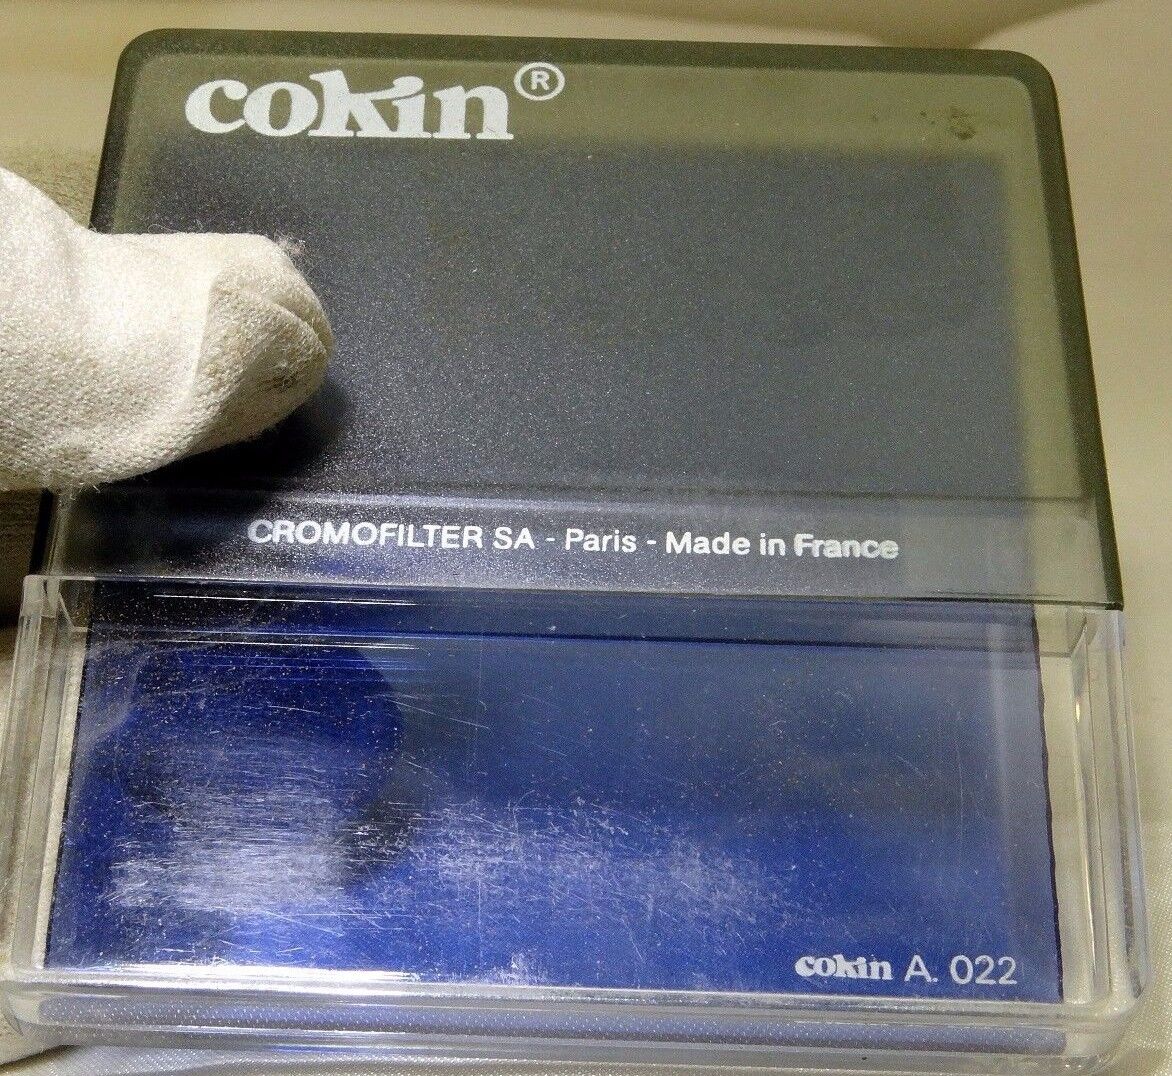 cokin®
CROMOFILTER SA - Paris - Made in France
cokin A. 022